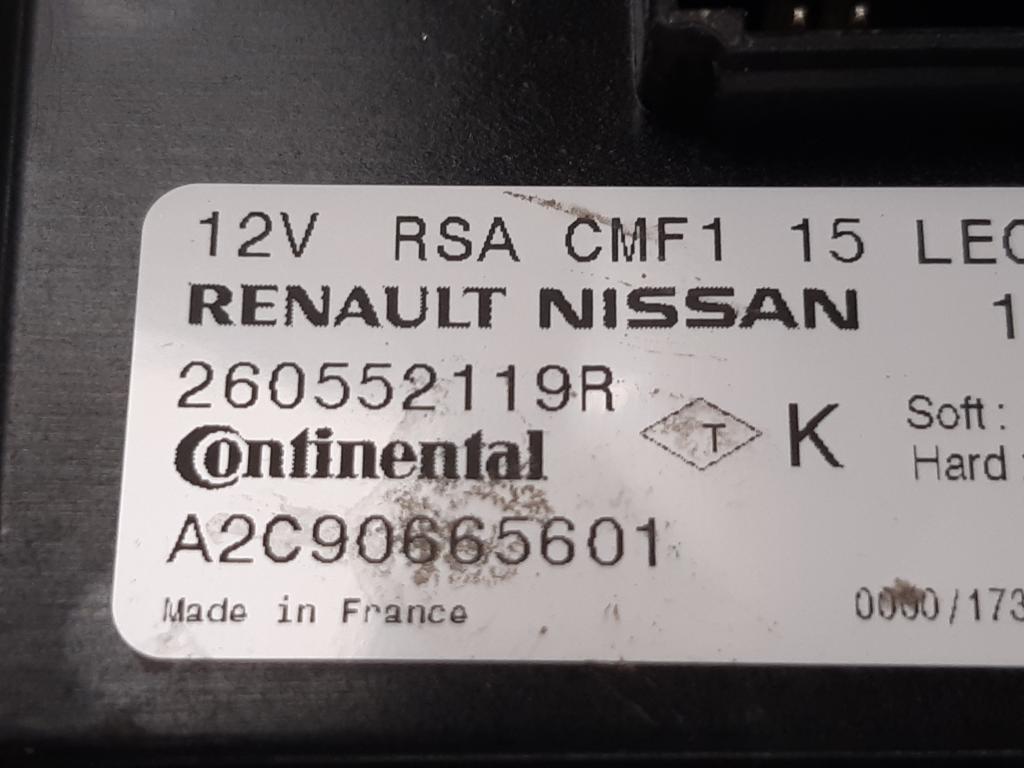 12V RSA CMF1 15 LEC
RENAULT NISSAN 1
260552119R
T K Soft :
Continental
Hard
A2C90665601
Made in France 0000/173